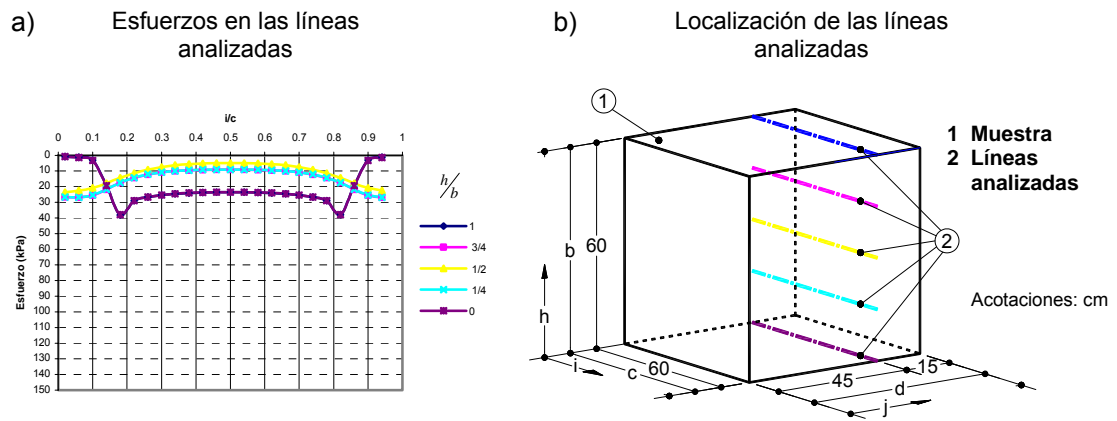 a)
Esfuerzos en las líneas
analizadas
i/c
0 0.1 0.2 0.3 0.4 0.5 0.6 0.7 0.8 0.9 1
Esfuerzo (kPa)
0
10
20
30
40
50
60
70
80
90
100
110
120
130
140
150
h/b
1
3/4
1/2
1/4
0
b)
Localización de las líneas
analizadas
1
1 Muestra
2 Líneas
analizadas
2
b 60
h
Acotaciones: cm
i c 60
45 15
d
j